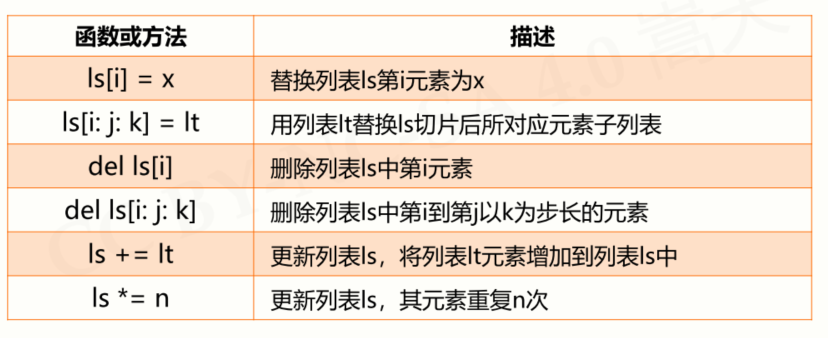 函数或方法 描述
ls[i] = x 替换列表ls第i元素为x
ls[i: j: k] = lt 用列表lt替换ls切片后所对应元素子列表
del ls[i] 删除列表ls中第i元素
del ls[i: j: k] 删除列表ls中第i到第j以k为步长的元素
ls += lt 更新列表ls，将列表lt元素增加到列表ls中
ls *= n 更新列表ls，其元素重复n次